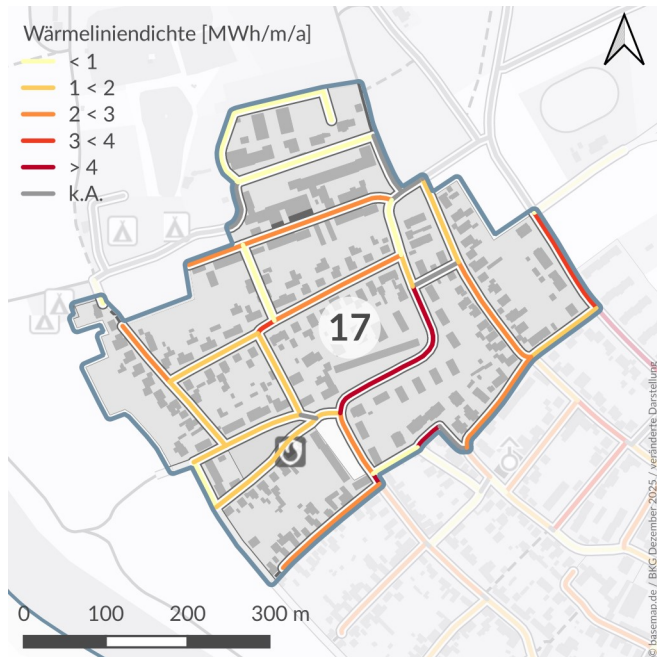 Wärmeliniendichte [MWh/m/a]
< 1
1 < 2
2 < 3
3 < 4
> 4
k.A.
17
0 100 200 300 m
© basemap.de / BKG Dezember 2025 / veränderte Darstellung